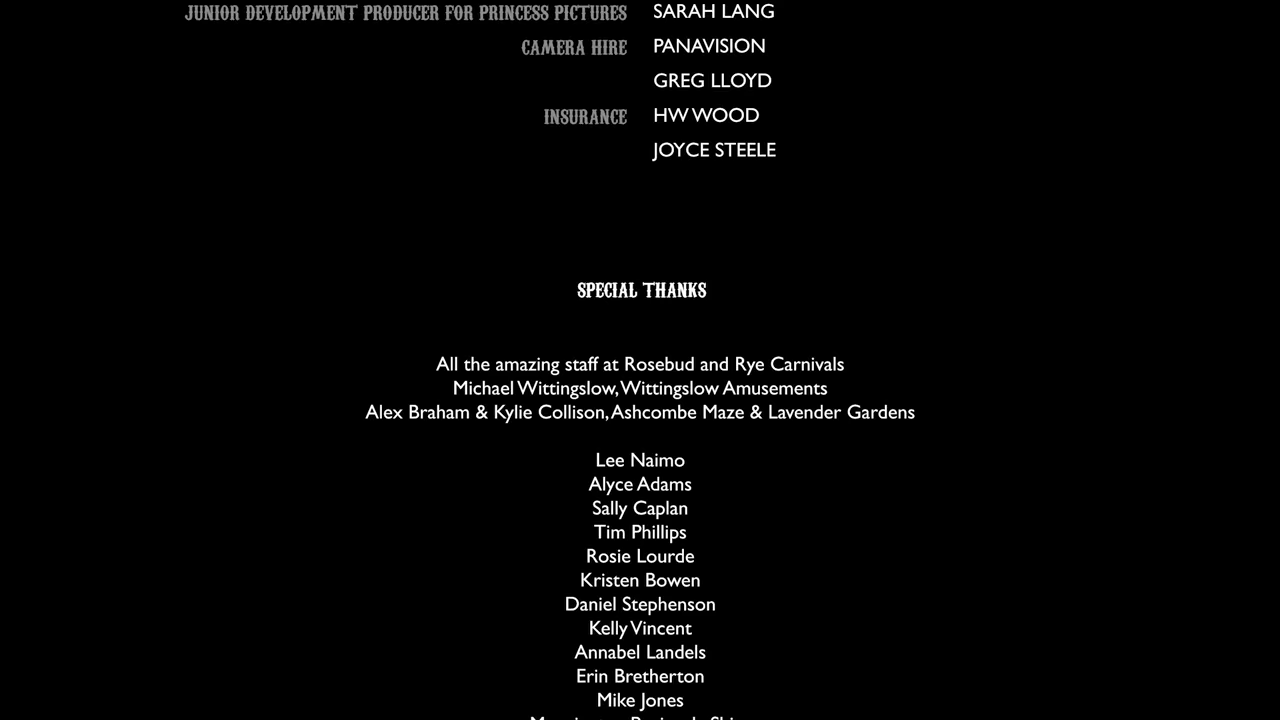 JUNIOR DEVELOPMENT PRODUCER FOR PRINCESS PICTURES SARAH LANG
CAMERA HIRE PANAVISION
GREG LLOYD
INSURANCE HW WOOD
JOYCE STEELE
SPECIAL THANKS
All the amazing staff at Rosebud and Rye Carnivals
Michael Wittingslow, Wittingslow Amusements
Alex Braham & Kylie Collison, Ashcombe Maze & Lavender Gardens
Lee Naimo
Alyce Adams
Sally Caplan
Tim Phillips
Rosie Lourde
Kristen Bowen
Daniel Stephenson
Kelly Vincent
Annabel Landels
Erin Bretherton
Mike Jones